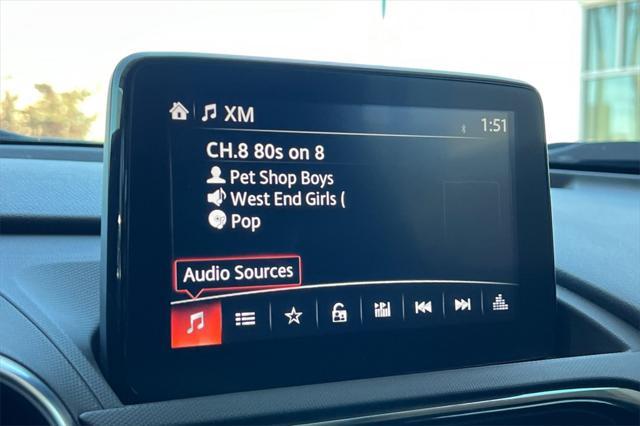 XM
1:51
CH.8 80s on 8
Pet Shop Boys
West End Girls (
Pop
Audio Sources